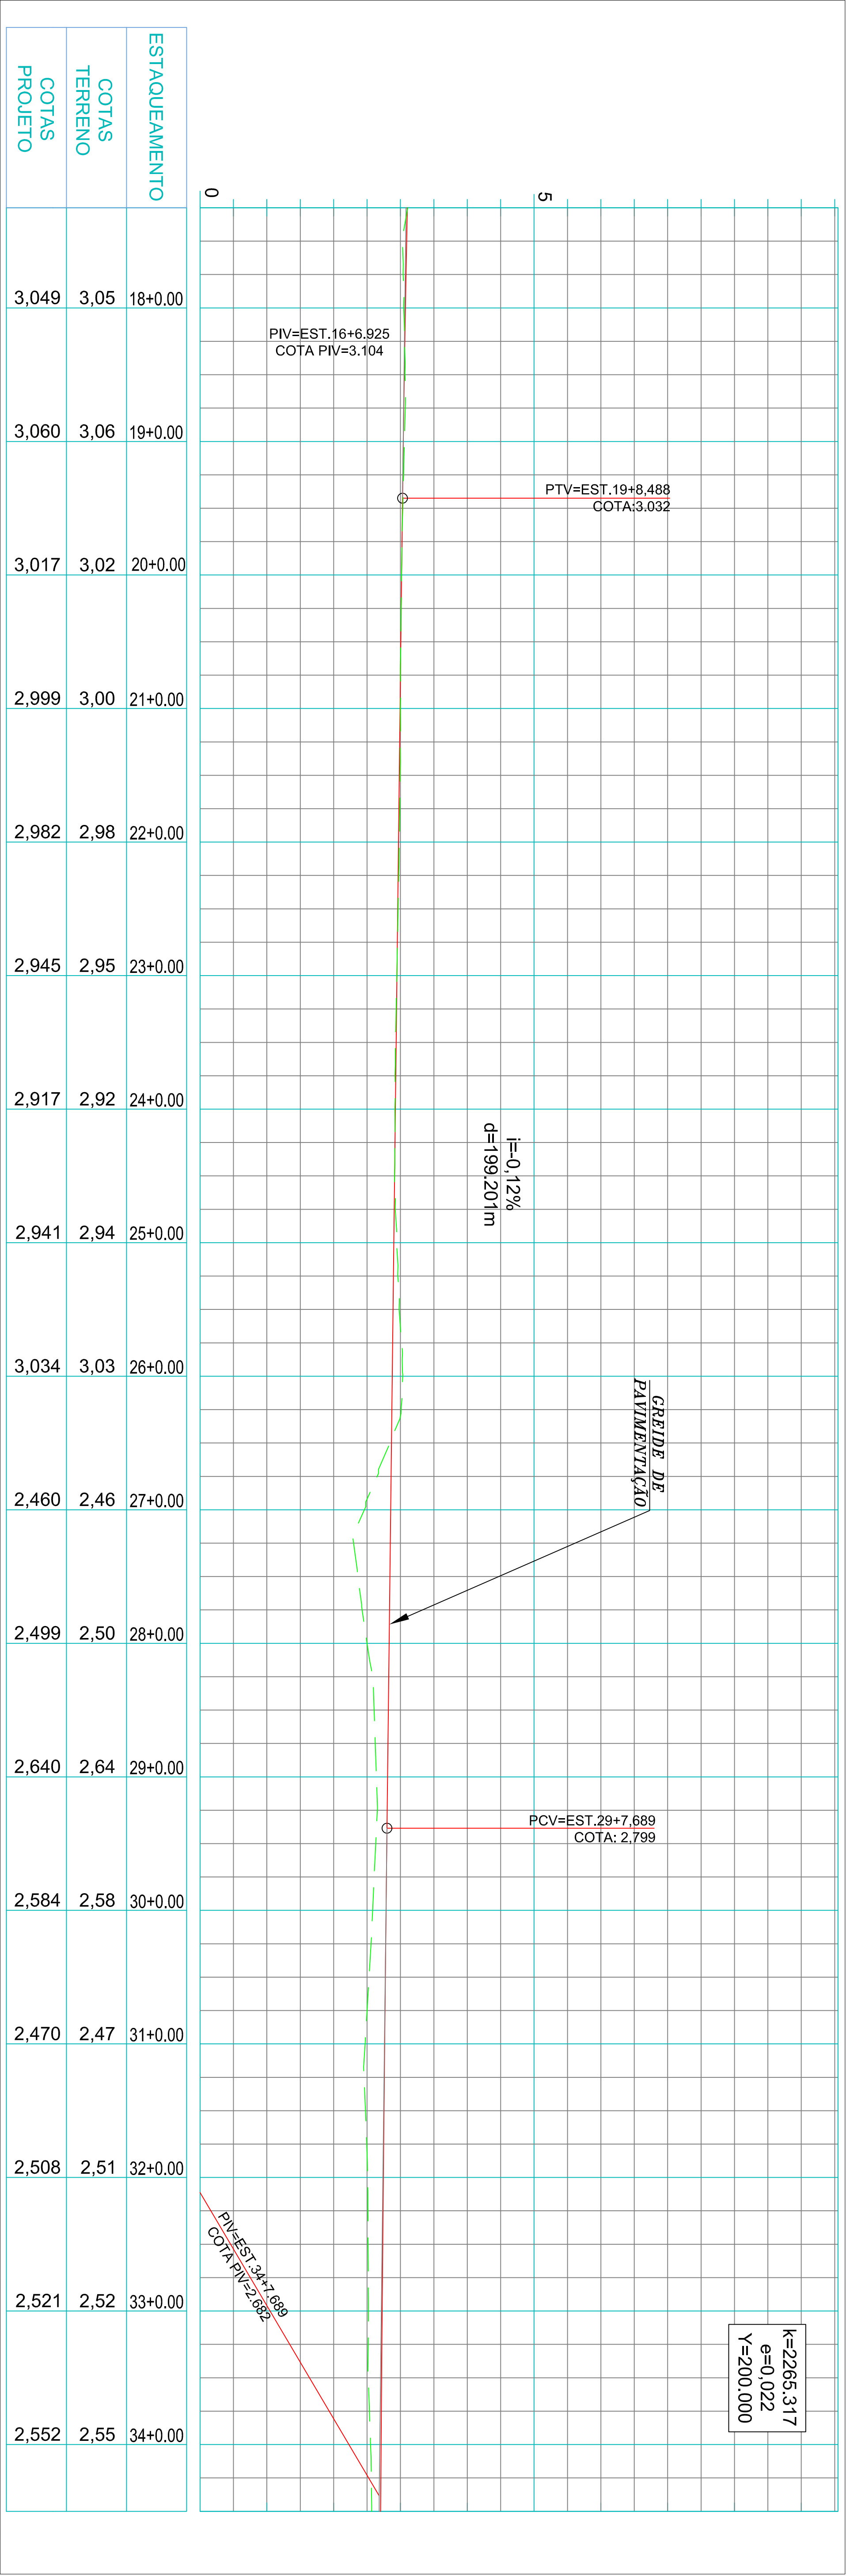 ESTAQUEAMENTO
COTAS
TERRENO
COTAS
PROJETO
0
5
3,049 3,05 18+0.00
PIV=EST.16+6.925
COTA PIV=3.104
3,060 3,06 19+0.00
PTV=EST.19+8,488
COTA:3.032
3,017 3,02 20+0.00
2,999 3,00 21+0.00
2,982 2,98 22+0.00
2,945 2,95 23+0.00
2,917 2,92 24+0.00
i=-0,12%
d=199.201m
2,941 2,94 25+0.00
3,034 3,03 26+0.00
GREIDE DE
PAVIMENTAÇÃO
2,460 2,46 27+0.00
2,499 2,50 28+0.00
2,640 2,64 29+0.00
PCV=EST.29+7,689
COTA: 2,799
2,584 2,58 30+0.00
2,470 2,47 31+0.00
2,508 2,51 32+0.00
PIV=EST.34+7.689
COTA PIV=2.682
2,521 2,52 33+0.00
k=2265.317
e=0,022
Y=200.000
2,552 2,55 34+0.00